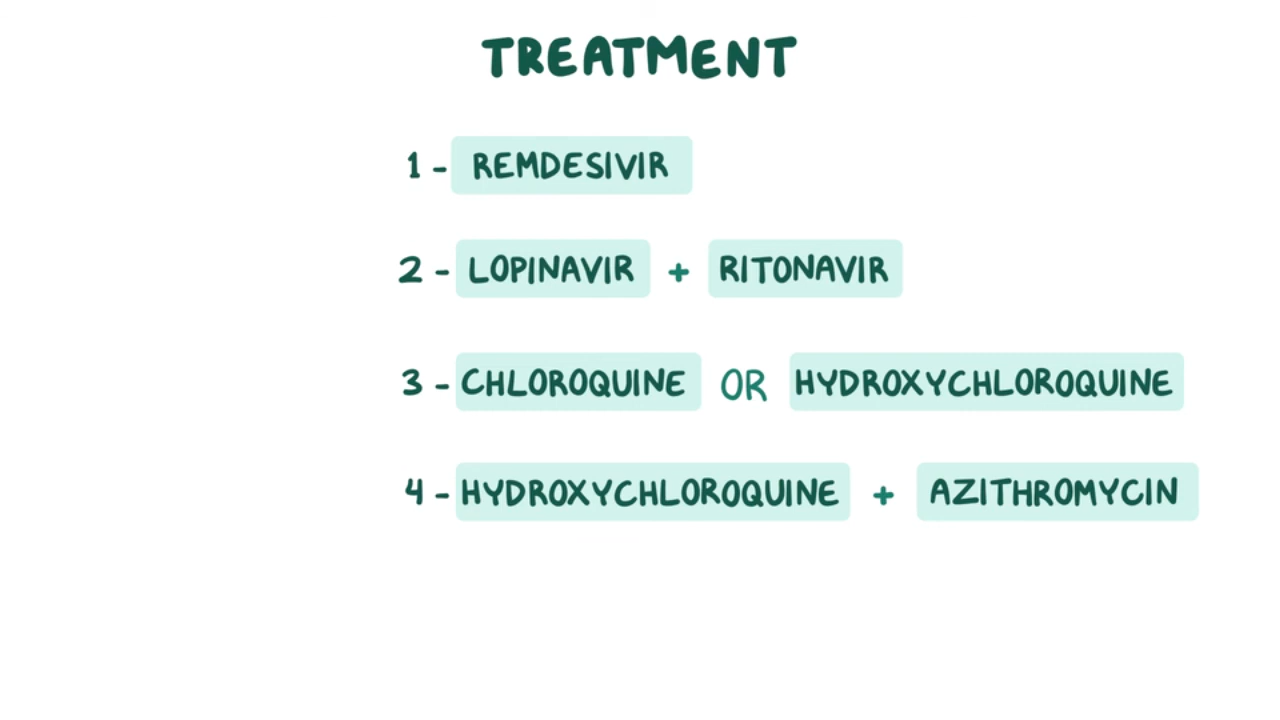 TREATMENT
1 - REMDESIVIR
2 - LOPINAVIR + RITONAVIR
3 - CHLOROQUINE OR HYDROXYCHLOROQUINE
4 - HYDROXYCHLOROQUINE + AZITHROMYCIN